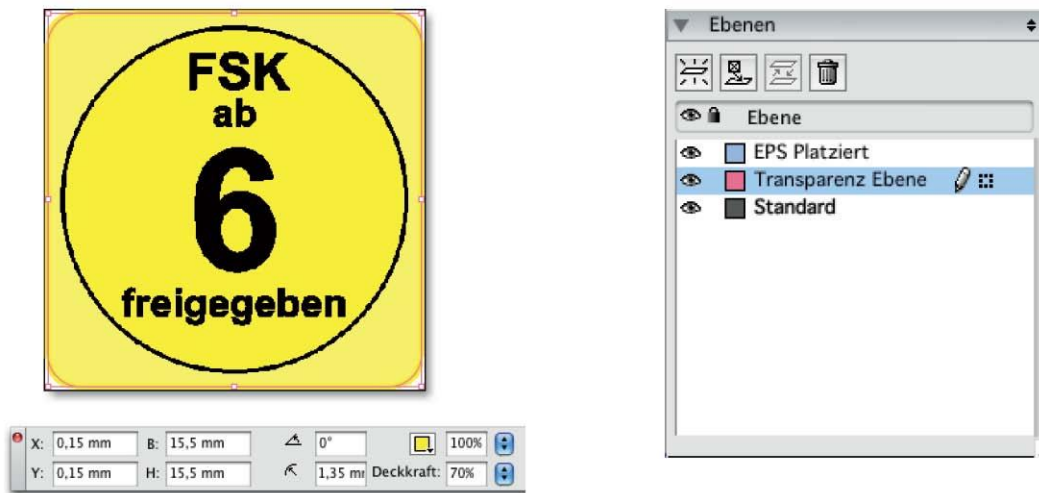 FSK
ab
6
freigegeben
X: 0,15 mm B: 15,5 mm 0° 100%
Y: 0,15 mm H: 15,5 mm 1,35 mm Deckkraft: 70%
Ebenen
Ebene
EPS Platziert
Transparenz Ebene
Standard